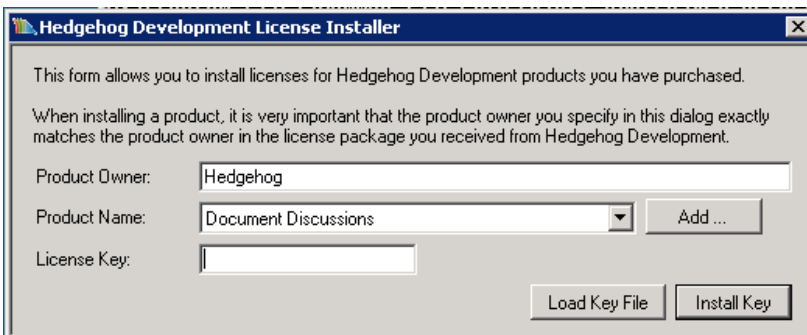 Hedgehog Development License Installer
This form allows you to install licenses for Hedgehog Development products you have purchased.
When installing a product, it is very important that the product owner you specify in this dialog exactly
matches the product owner in the license package you received from Hedgehog Development.
Product Owner: Hedgehog
Product Name: Document Discussions Add ...
License Key:
Load Key File Install Key